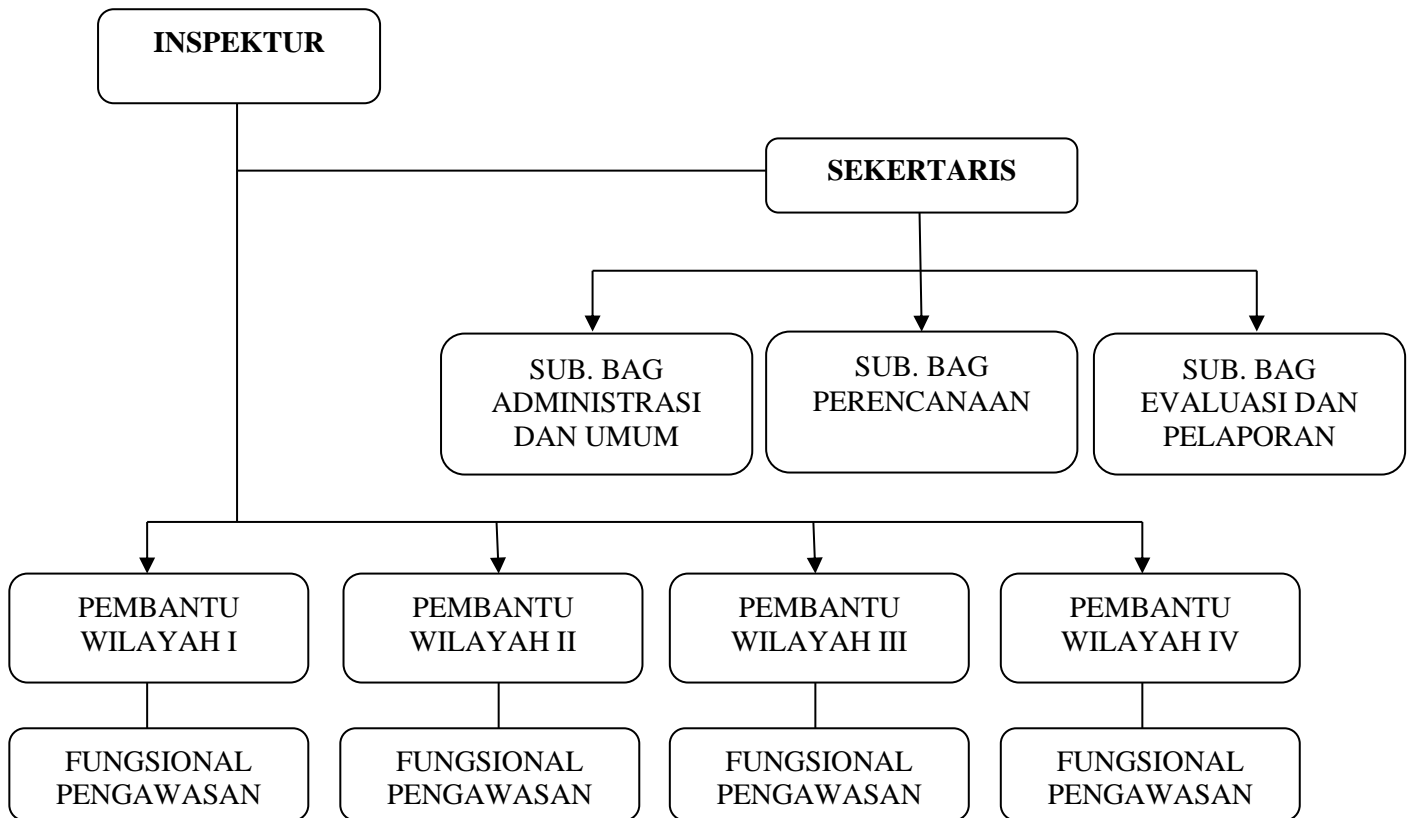 INSPEKTUR
SEKERTARIS
SUB. BAG
ADMINISTRASI
DAN UMUM
SUB. BAG
PERENCANAAN
SUB. BAG
EVALUASI DAN
PELAPORAN
PEMBANTU
WILAYAH I
PEMBANTU
WILAYAH II
PEMBANTU
WILAYAH III
PEMBANTU
WILAYAH IV
FUNGSIONAL
PENGAWASAN
FUNGSIONAL
PENGAWASAN
FUNGSIONAL
PENGAWASAN
FUNGSIONAL
PENGAWASAN